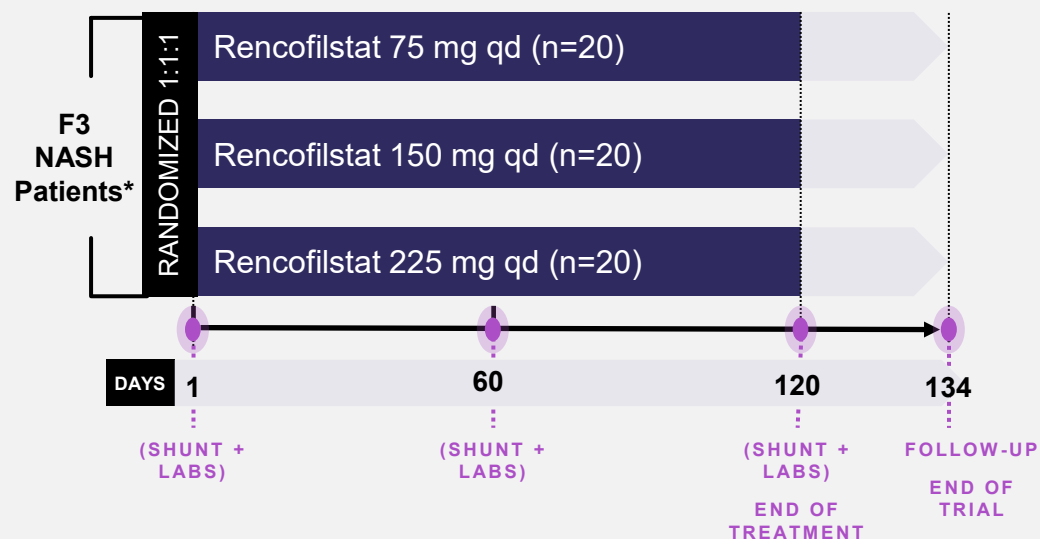 F3
NASH
Patients*
RANDOMIZED 1:1:1
Rencofilstat 75 mg qd (n=20)
Rencofilstat 150 mg qd (n=20)
Rencofilstat 225 mg qd (n=20)
DAYS 1 60 120 134
(SHUNT +
LABS)
(SHUNT +
LABS)
(SHUNT +
LABS)
END OF
TREATMENT
FOLLOW-UP
END OF
TRIAL